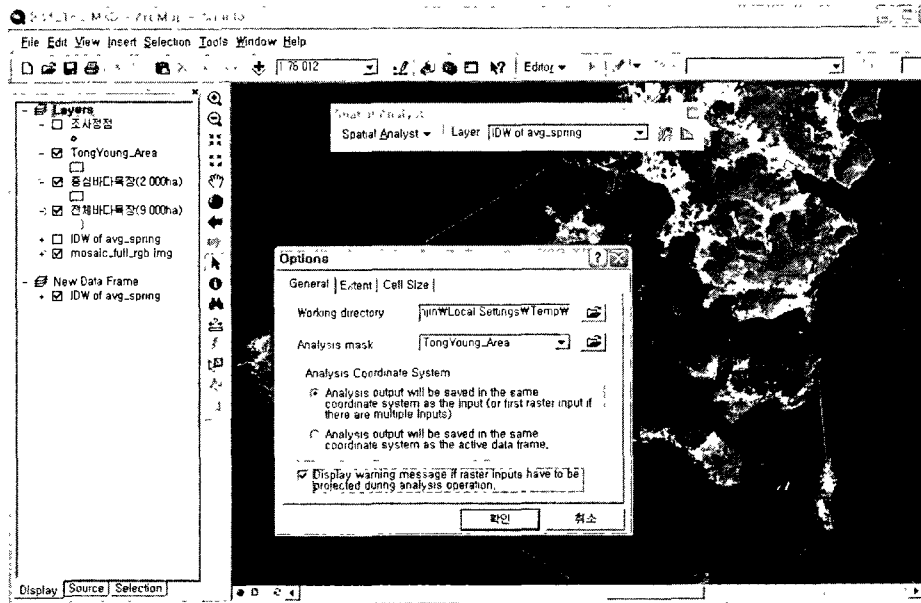 File Edit View Insert Selection Tools Window Help
Editor
Layers
조사정점
TongYoung_Area
중심바다목장(2 000ha)
전체바다목장(9 000ha)
IDW of avg_spring
mosaic_full_rgb img
New Data Frame
IDW of avg_spring
Display Source Selection
Spatial Analyst
Spatial Analyst Layer IDW of avg_spring
Options
General Extent Cell Size
Working directory
₩Local Settings₩Temp₩
Analysis mask TongYoung_Area
Analysis Coordinate System
Analysis output will be saved in the same
coordinate system as the input (or first raster input if
there are multiple inputs)
Analysis output will be saved in the same
coordinate system as the active data frame.
Display warning message if raster inputs have to be
projected during analysis operation.
확인 취소